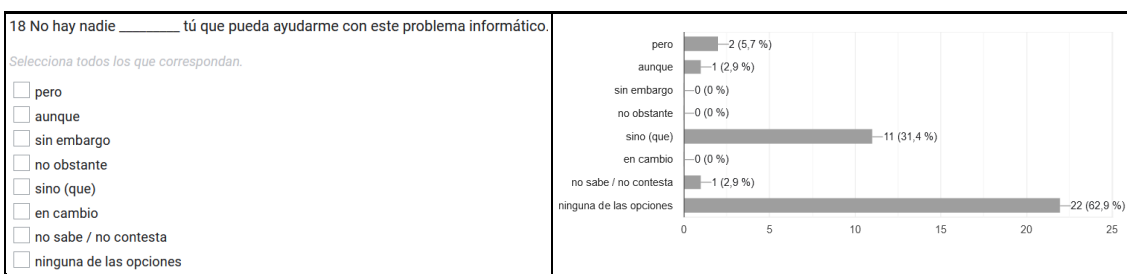 18 No hay nadie ________ tú que pueda ayudarme con este problema informático.
Selecciona todos los que correspondan.
pero
aunque
sin embargo
no obstante
sino (que)
en cambio
no sabe / no contesta
ninguna de las opciones
pero 2 (5,7 %)
aunque 1 (2,9 %)
sin embargo 0 (0 %)
no obstante 0 (0 %)
sino (que) 11 (31,4 %)
en cambio 0 (0 %)
no sabe / no contesta 1 (2,9 %)
ninguna de las opciones 22 (62,9 %)
0 5 10 15 20 25